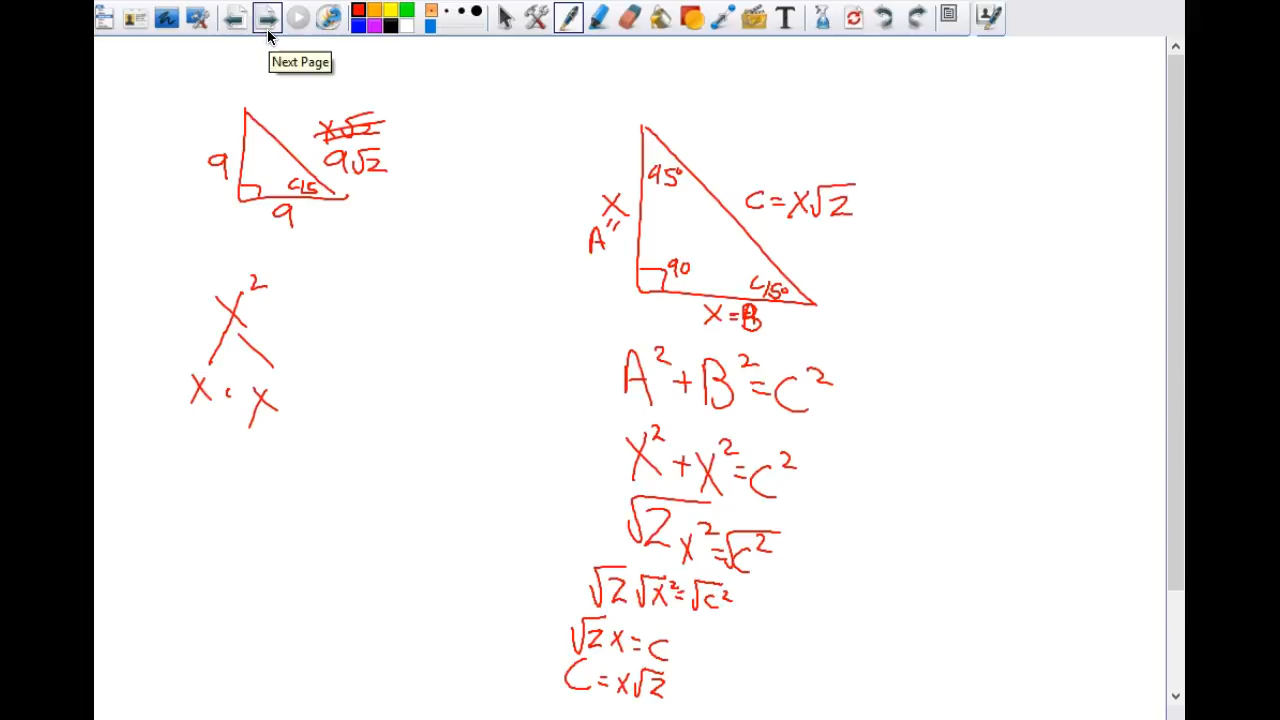 Next Page
x√2
9√2
9
45
9
x²
x · x
45°
x
A"
C = x√2
90
45°
x = B
A² + B² = C²
x² + x² = c²
√2x² = √c²
√2 √x² = √c²
√2 x = c
C = x√2